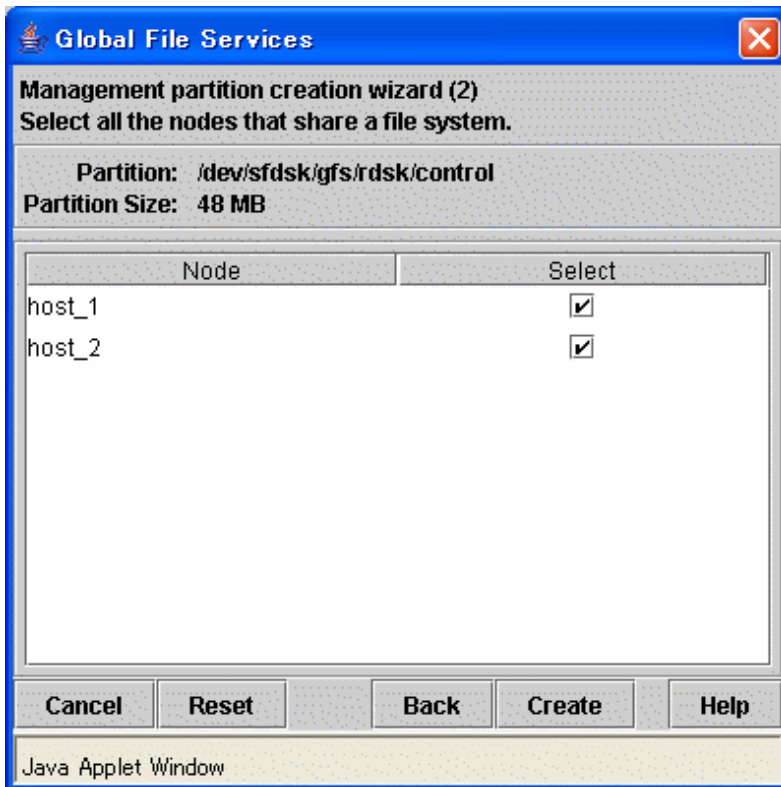 Global File Services
Management partition creation wizard (2)
Select all the nodes that share a file system.
Partition: /dev/sfdsk/gfs/rdsk/control
Partition Size: 48 MB
Node Select
host_1
host_2
Cancel Reset Back Create Help
Java Applet Window